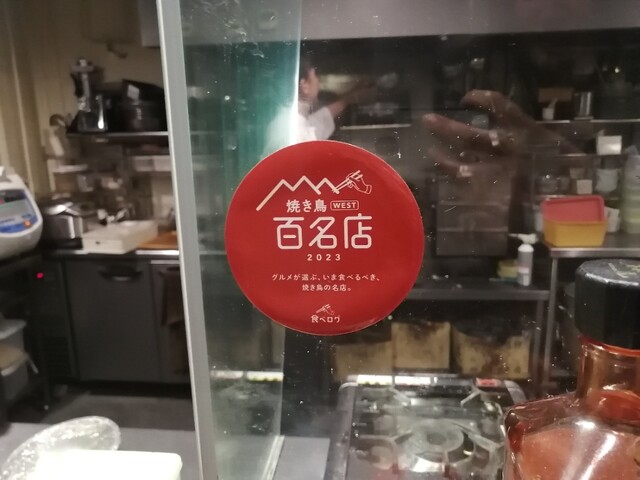 焼き鳥 WEST
百名店
2023
グルメが選ぶ、いま食べるべき、
焼き鳥の名店。
食べログ